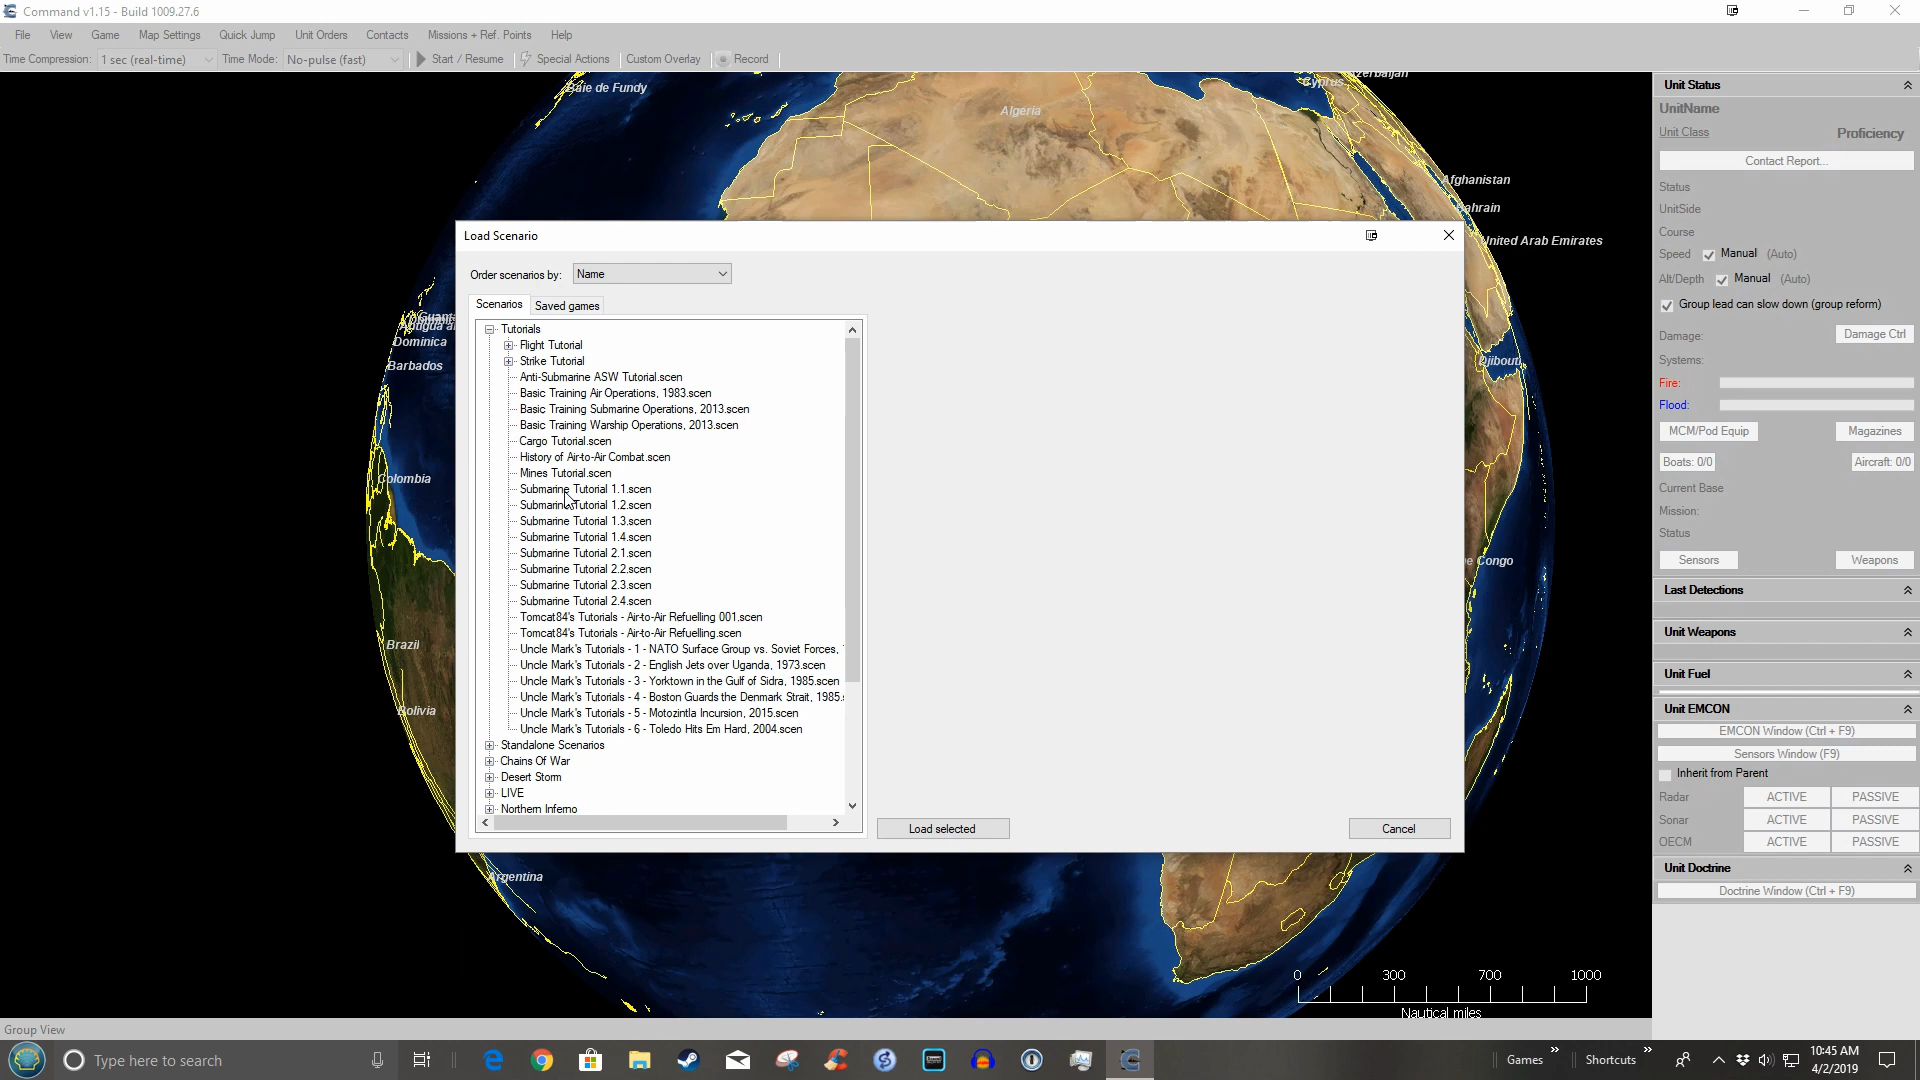 Command v1.15 - Build 1009.27.6
File View Game Map Settings Quick Jump Unit Orders Contacts Missions + Ref. Points Help
Time Compression: 1 sec (real-time) Time Mode: No-pulse (fast) Start / Resume Special Actions Custom Overlay Record
Baie de Fundy
Algeria
Cyprus
Azerbaijan
Afghanistan
Bahrain
United Arab Emirates
Dominica
Barbados
Djibouti
Colombia
Congo
Brazil
Bolivia
Argentina
Load Scenario
Order scenarios by: Name
Scenarios Saved games
Tutorials
Flight Tutorial
Strike Tutorial
Anti-Submarine ASW Tutorial.scen
Basic Training Air Operations, 1983.scen
Basic Training Submarine Operations, 2013.scen
Basic Training Warship Operations, 2013.scen
Cargo Tutorial.scen
History of Air-to-Air Combat.scen
Mines Tutorial.scen
Submarine Tutorial 1.1.scen
Submarine Tutorial 1.2.scen
Submarine Tutorial 1.3.scen
Submarine Tutorial 1.4.scen
Submarine Tutorial 2.1.scen
Submarine Tutorial 2.2.scen
Submarine Tutorial 2.3.scen
Submarine Tutorial 2.4.scen
Tomcat84's Tutorials - Air-to-Air Refuelling 001.scen
Tomcat84's Tutorials - Air-to-Air Refuelling.scen
Uncle Mark's Tutorials - 1 - NATO Surface Group vs. Soviet Forces,
Uncle Mark's Tutorials - 2 - English Jets over Uganda, 1973.scen
Uncle Mark's Tutorials - 3 - Yorktown in the Gulf of Sidra, 1985.scen
Uncle Mark's Tutorials - 4 - Boston Guards the Denmark Strait, 1985.
Uncle Mark's Tutorials - 5 - Motozintla Incursion, 2015.scen
Uncle Mark's Tutorials - 6 - Toledo Hits Em Hard, 2004.scen
Standalone Scenarios
Chains Of War
Desert Storm
LIVE
Northern Inferno
Load selected Cancel
0 300 700 1000
Nautical miles
Unit Status
UnitName
Unit Class Proficiency
Contact Report...
Status
UnitSide
Course
Speed Manual (Auto)
Alt/Depth Manual (Auto)
Group lead can slow down (group reform)
Damage: Damage Ctrl
Systems:
Fire:
Flood:
MCM/Pod Equip Magazines
Boats: 0/0 Aircraft: 0/0
Current Base
Mission:
Status
Sensors Weapons
Last Detections
Unit Weapons
Unit Fuel
Unit EMCON
EMCON Window (Ctrl + F9)
Sensors Window (F9)
Inherit from Parent
Radar ACTIVE PASSIVE
Sonar ACTIVE PASSIVE
OECM ACTIVE PASSIVE
Unit Doctrine
Doctrine Window (Ctrl + F9)
Group View
Type here to search
Games » Shortcuts »
10:45 AM
4/2/2019